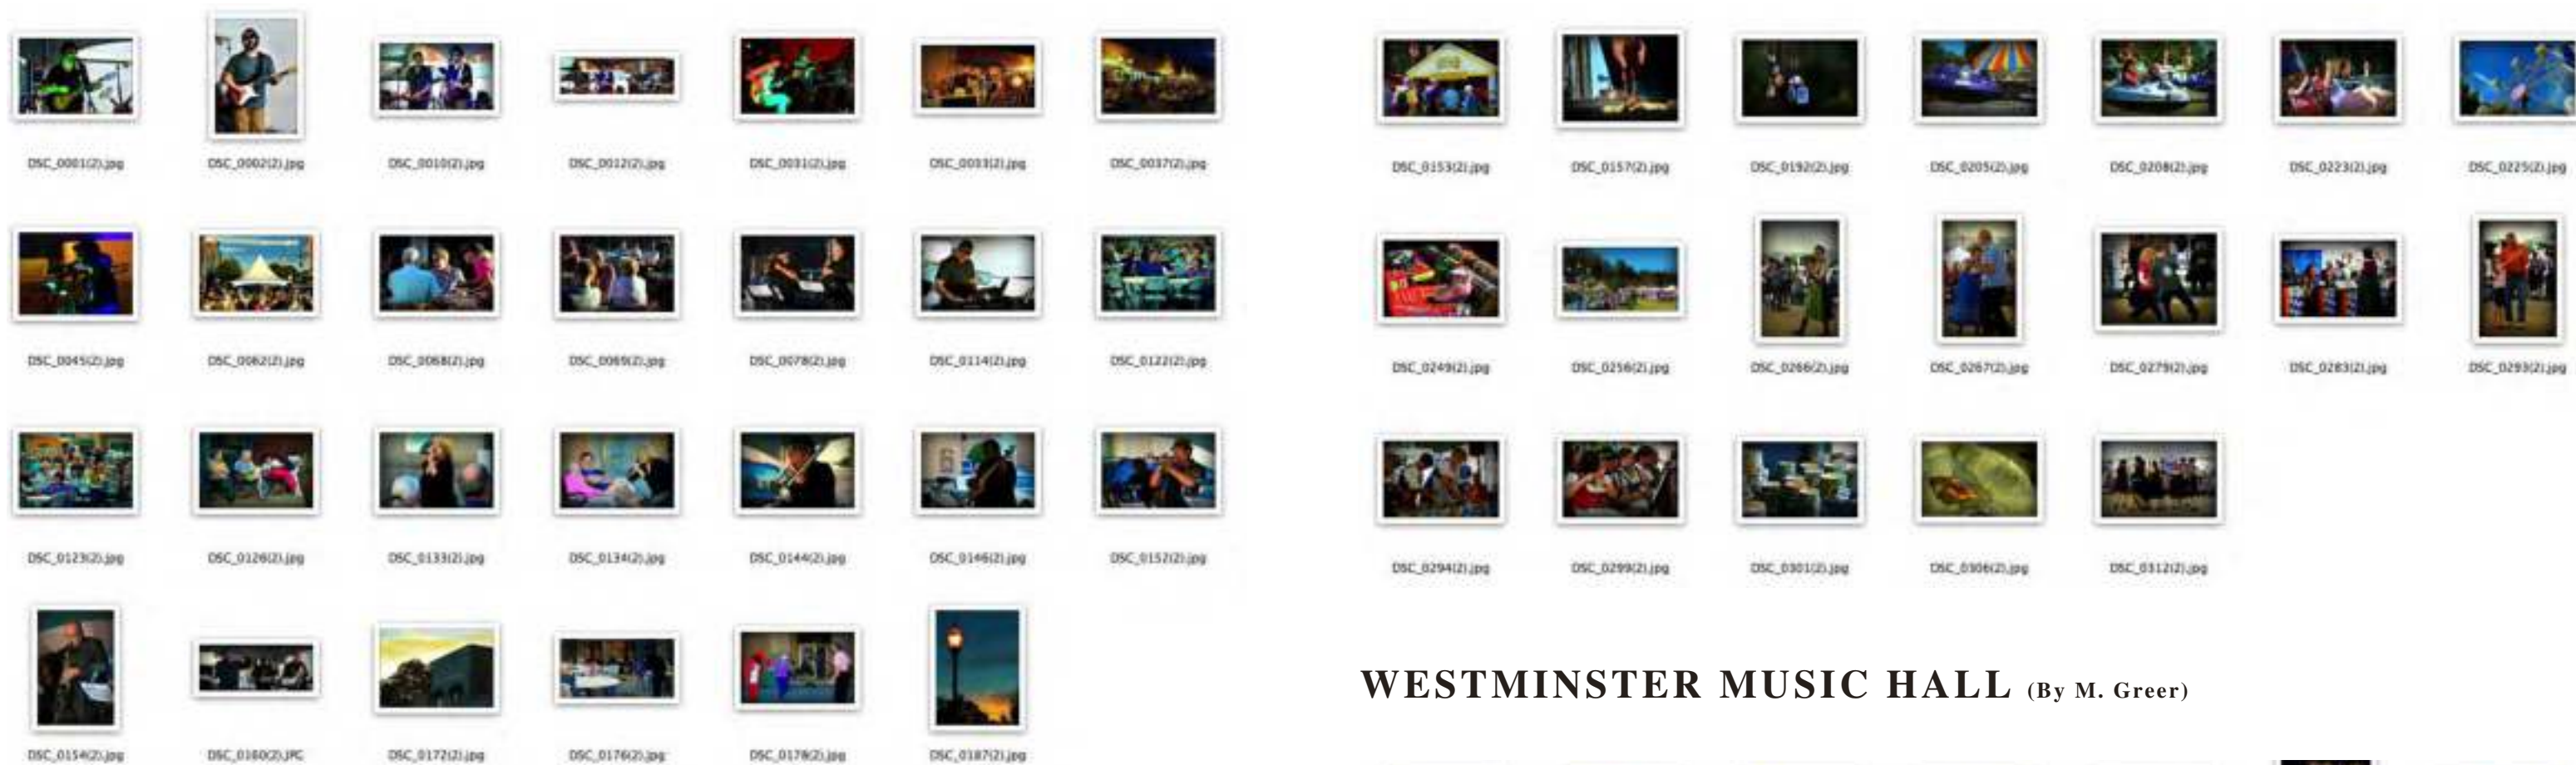 DSC_0001(2).jpg DSC_0002(2).jpg DSC_0010(2).jpg DSC_0012(2).jpg DSC_0031(2).jpg DSC_0033(2).jpg DSC_0037(2).jpg
DSC_0045(2).jpg DSC_0062(2).jpg DSC_0068(2).jpg DSC_0069(2).jpg DSC_0078(2).jpg DSC_0114(2).jpg DSC_0122(2).jpg
DSC_0123(2).jpg DSC_0126(2).jpg DSC_0133(2).jpg DSC_0134(2).jpg DSC_0144(2).jpg DSC_0146(2).jpg DSC_0152(2).jpg
DSC_0154(2).jpg DSC_0160(2).JPG DSC_0172(2).jpg DSC_0176(2).jpg DSC_0178(2).jpg DSC_0187(2).jpg
DSC_0153(2).jpg DSC_0157(2).jpg DSC_0192(2).jpg DSC_0205(2).jpg DSC_0208(2).jpg DSC_0223(2).jpg DSC_0225(2).jpg
DSC_0249(2).jpg DSC_0256(2).jpg DSC_0266(2).jpg DSC_0267(2).jpg DSC_0279(2).jpg DSC_0283(2).jpg DSC_0293(2).jpg
DSC_0294(2).jpg DSC_0299(2).jpg DSC_0301(2).jpg DSC_0306(2).jpg DSC_0312(2).jpg
WESTMINSTER MUSIC HALL (By M. Greer)